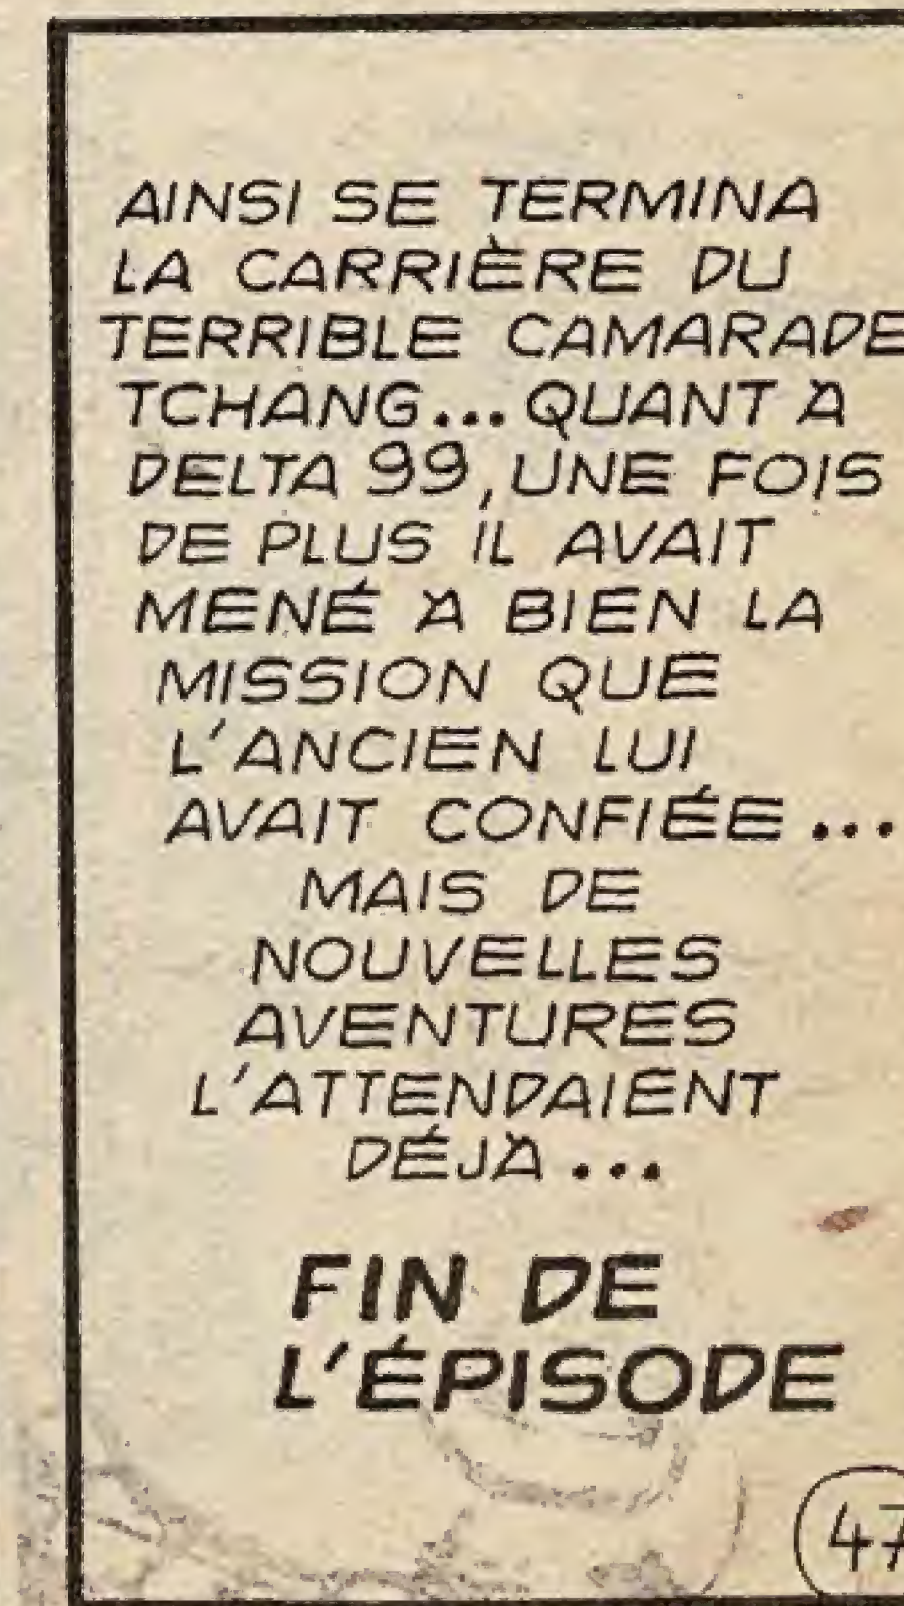 AINSI SE TERMINA
LA CARRIÈRE DU
TERRIBLE CAMARADE
TCHANG... QUANT À
DELTA 99, UNE FOIS
DE PLUS IL AVAIT
MENÉ À BIEN LA
MISSION QUE
L'ANCIEN LUI
AVAIT CONFIÉE...
MAIS DE
NOUVELLES
AVENTURES
L'ATTENDAIENT
DÉJÀ...
FIN DE
L'ÉPISODE
47